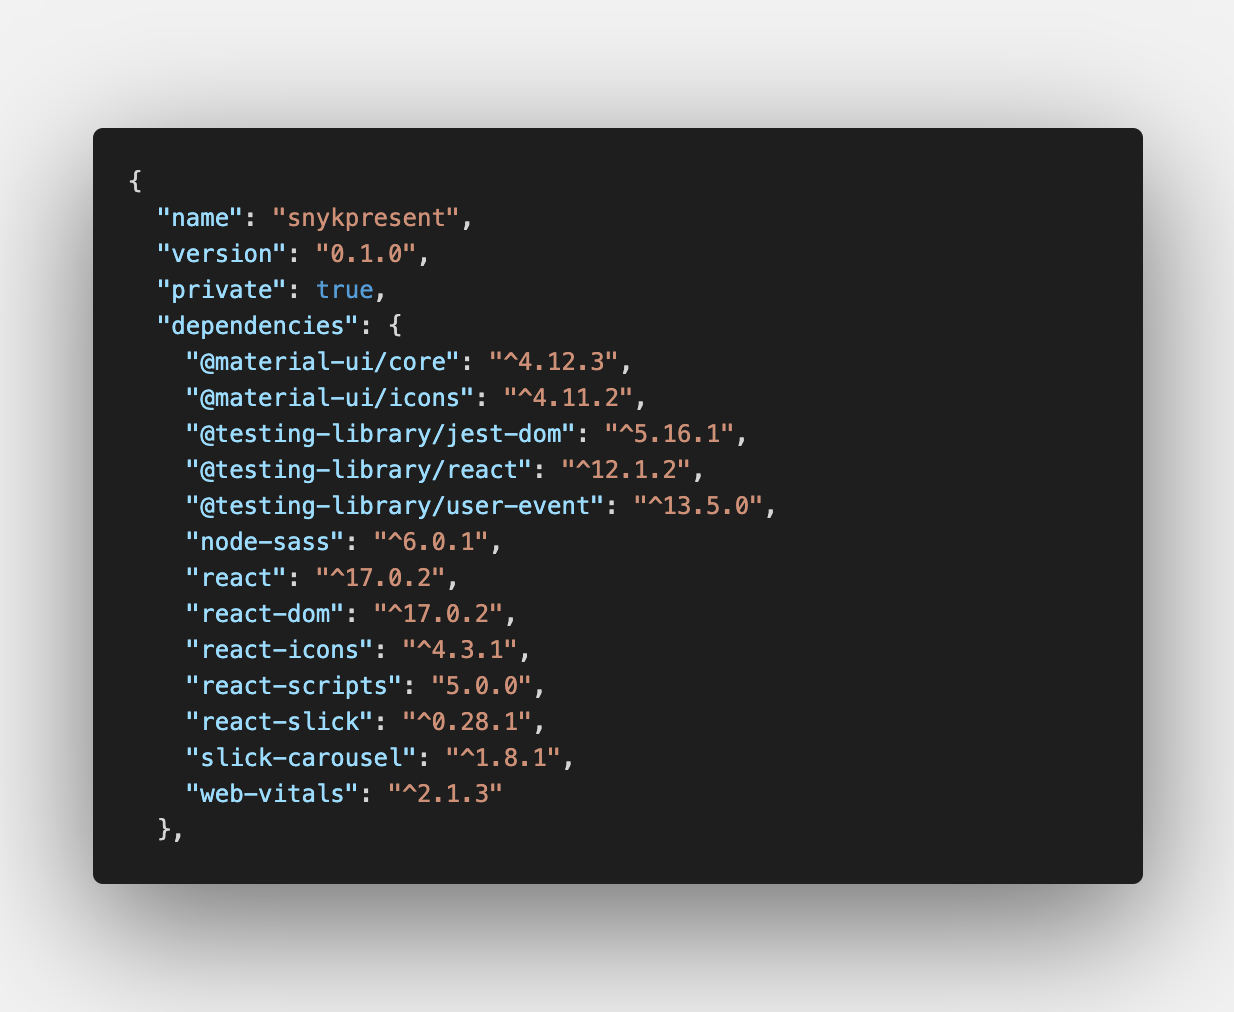 {
  "name": "snykpresent",
  "version": "0.1.0",
  "private": true,
  "dependencies": {
    "@material-ui/core": "^4.12.3",
    "@material-ui/icons": "^4.11.2",
    "@testing-library/jest-dom": "^5.16.1",
    "@testing-library/react": "^12.1.2",
    "@testing-library/user-event": "^13.5.0",
    "node-sass": "^6.0.1",
    "react": "^17.0.2",
    "react-dom": "^17.0.2",
    "react-icons": "^4.3.1",
    "react-scripts": "5.0.0",
    "react-slick": "^0.28.1",
    "slick-carousel": "^1.8.1",
    "web-vitals": "^2.1.3"
  },